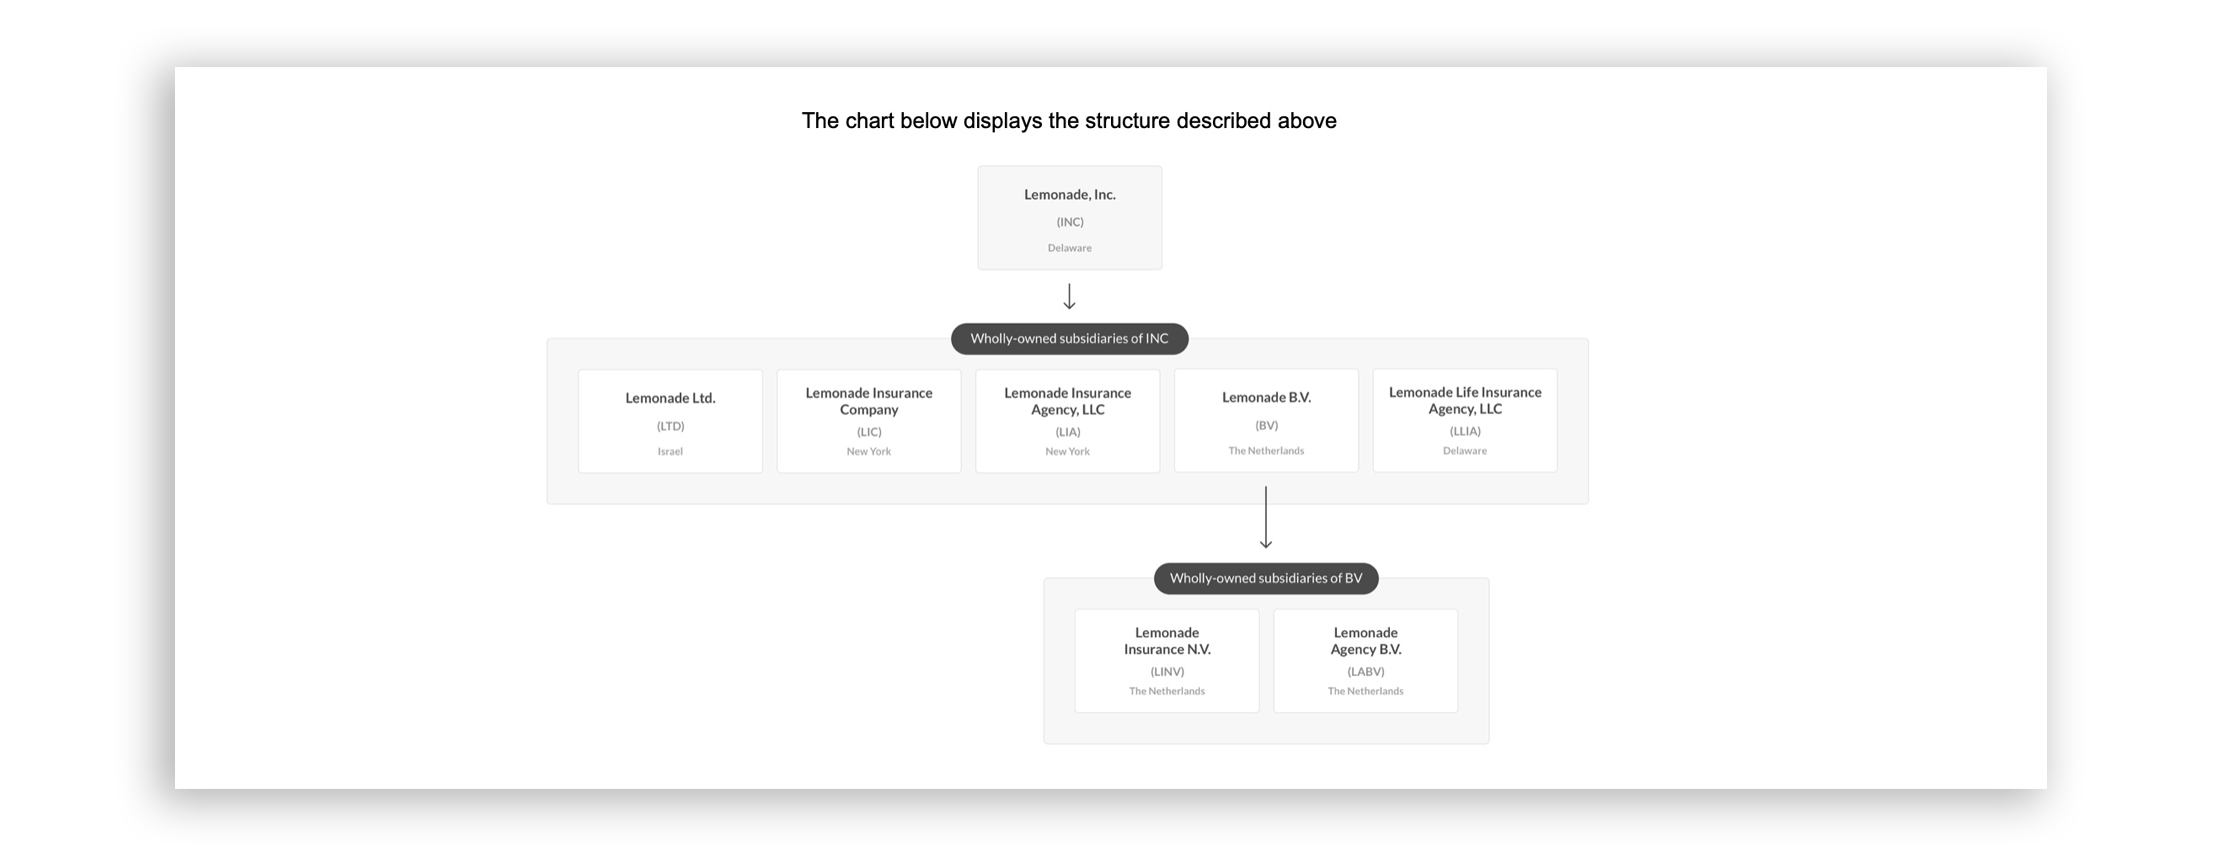 The chart below displays the structure described above
Lemonade, Inc.
(INC)
Delaware
Wholly-owned subsidiaries of INC
Lemonade Ltd.
(LTD)
Israel
Lemonade Insurance
Company
(LIC)
New York
Lemonade Insurance
Agency, LLC
(LIA)
New York
Lemonade B.V.
(BV)
The Netherlands
Lemonade Life Insurance
Agency, LLC
(LLIA)
Delaware
Wholly-owned subsidiaries of BV
Lemonade
Insurance N.V.
(LINV)
The Netherlands
Lemonade
Agency B.V.
(LABV)
The Netherlands